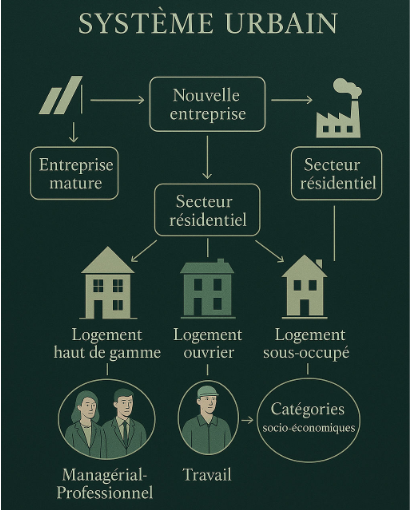 SYSTÈME URBAIN
Nouvelle
entreprise
Entreprise
mature
Secteur
résidentiel
Secteur
résidentiel
Logement
haut de gamme
Logement
ouvrier
Logement
sous-occupé
Catégories
socio-économiques
Managérial-
Professionnel
Travail